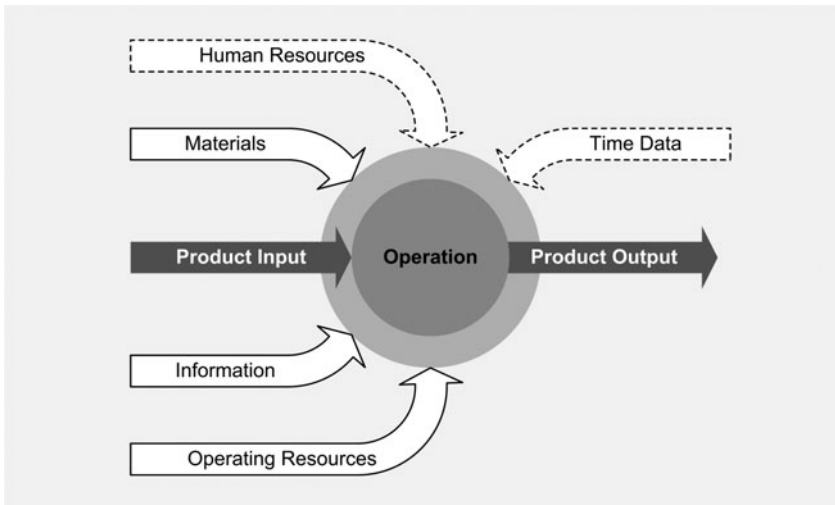 Human Resources
Materials
Time Data
Product Input
Operation
Product Output
Information
Operating Resources